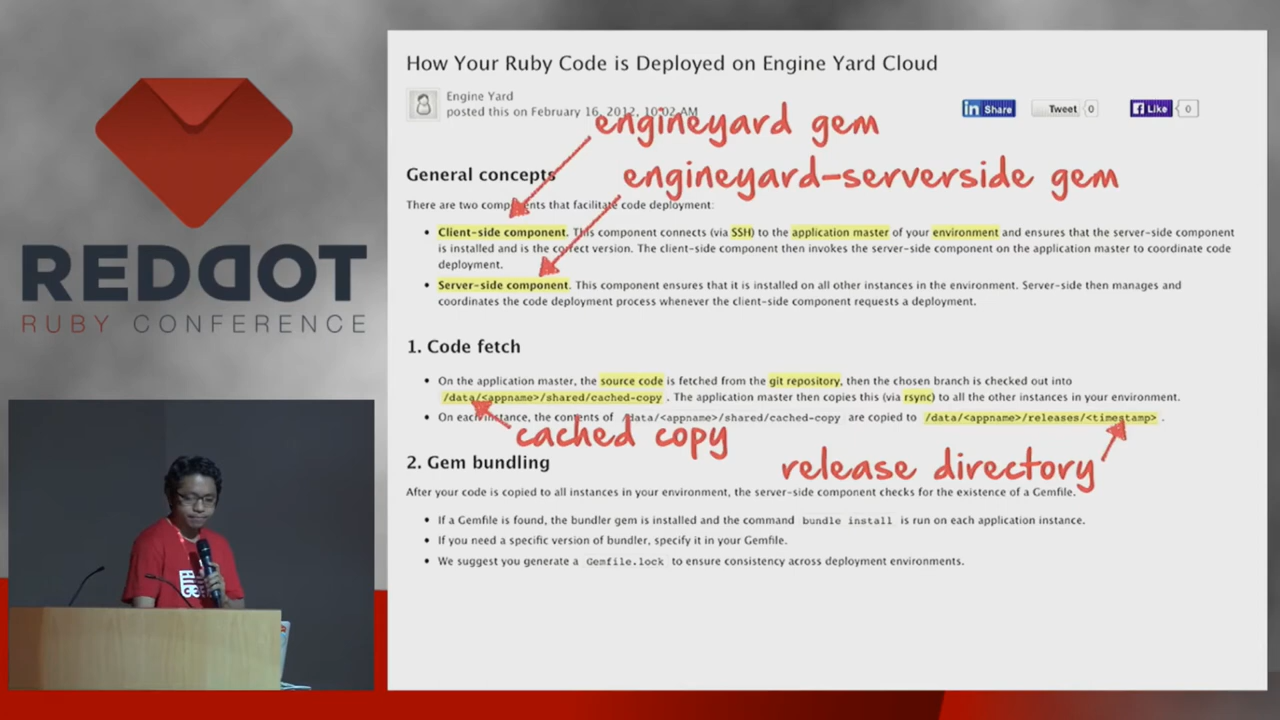 REDDOT
RUBY CONFERENCE
How Your Ruby Code is Deployed on Engine Yard Cloud
Engine Yard
posted this on February 16, 2012, 10:02 AM
in Share
Tweet 0
f Like 0
engineyard gem
General concepts
engineyard-serverside gem
There are two components that facilitate code deployment:
• Client-side component. This component connects (via SSH) to the application master of your environment and ensures that the server-side component
is installed and is the correct version. The client-side component then invokes the server-side component on the application master to coordinate code
deployment.
• Server-side component. This component ensures that it is installed on all other instances in the environment. Server-side then manages and
coordinates the code deployment process whenever the client-side component requests a deployment.
1. Code fetch
• On the application master, the source code is fetched from the git repository, then the chosen branch is checked out into
/data/<appname>/shared/cached-copy . The application master then copies this (via rsync) to all the other instances in your environment.
• On each instance, the contents of /data/<appname>/shared/cached-copy are copied to /data/<appname>/releases/<timestamp> .
cached copy
release directory
2. Gem bundling
After your code is copied to all instances in your environment, the server-side component checks for the existence of a Gemfile.
• If a Gemfile is found, the bundler gem is installed and the command bundle install is run on each application instance.
• If you need a specific version of bundler, specify it in your Gemfile.
• We suggest you generate a Gemfile.lock to ensure consistency across deployment environments.